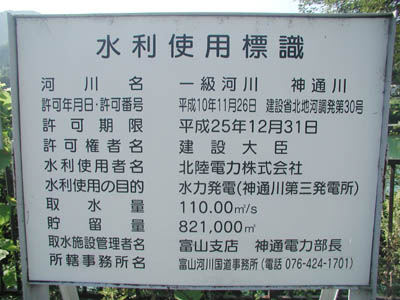 水利使用標識
河川名 一級河川 神通川
許可年月日・許可番号 平成10年11月26日 建設省北地河調発第30号
許可期限 平成25年12月31日
許可権者名 建設大臣
水利使用者名 北陸電力株式会社
水利使用の目的 水力発電(神通川第三発電所)
取水量 110.00㎥/s
貯留量 821,000㎥
取水施設管理者名 富山支店 神通電力部長
所轄事務所名 富山河川国道事務所(電話 076-424-1701)